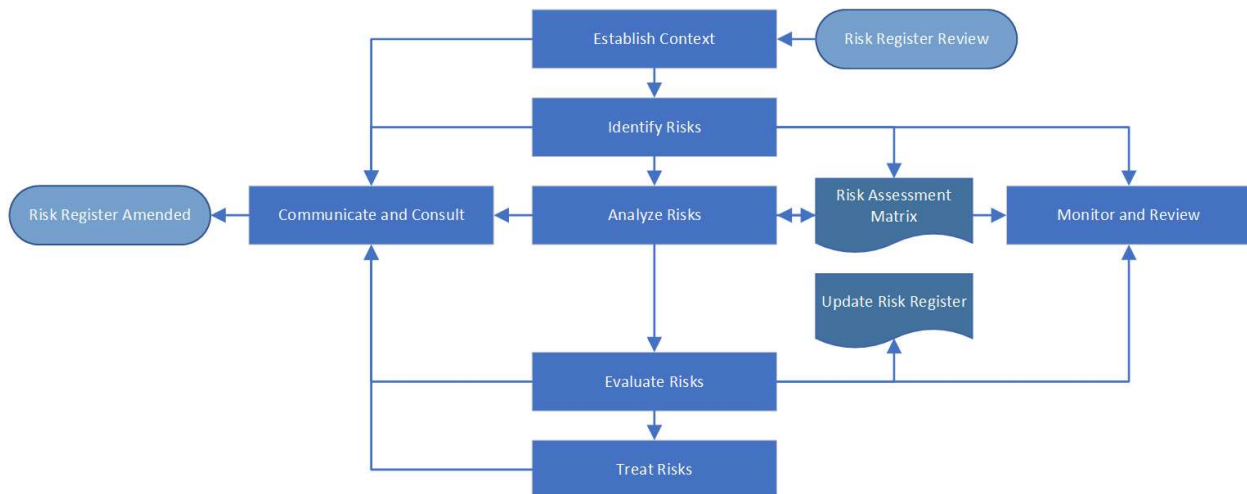 Establish Context
Risk Register Review
Identify Risks
Risk Register Amended
Communicate and Consult
Analyze Risks
Risk Assessment
Matrix
Monitor and Review
Update Risk Register
Evaluate Risks
Treat Risks